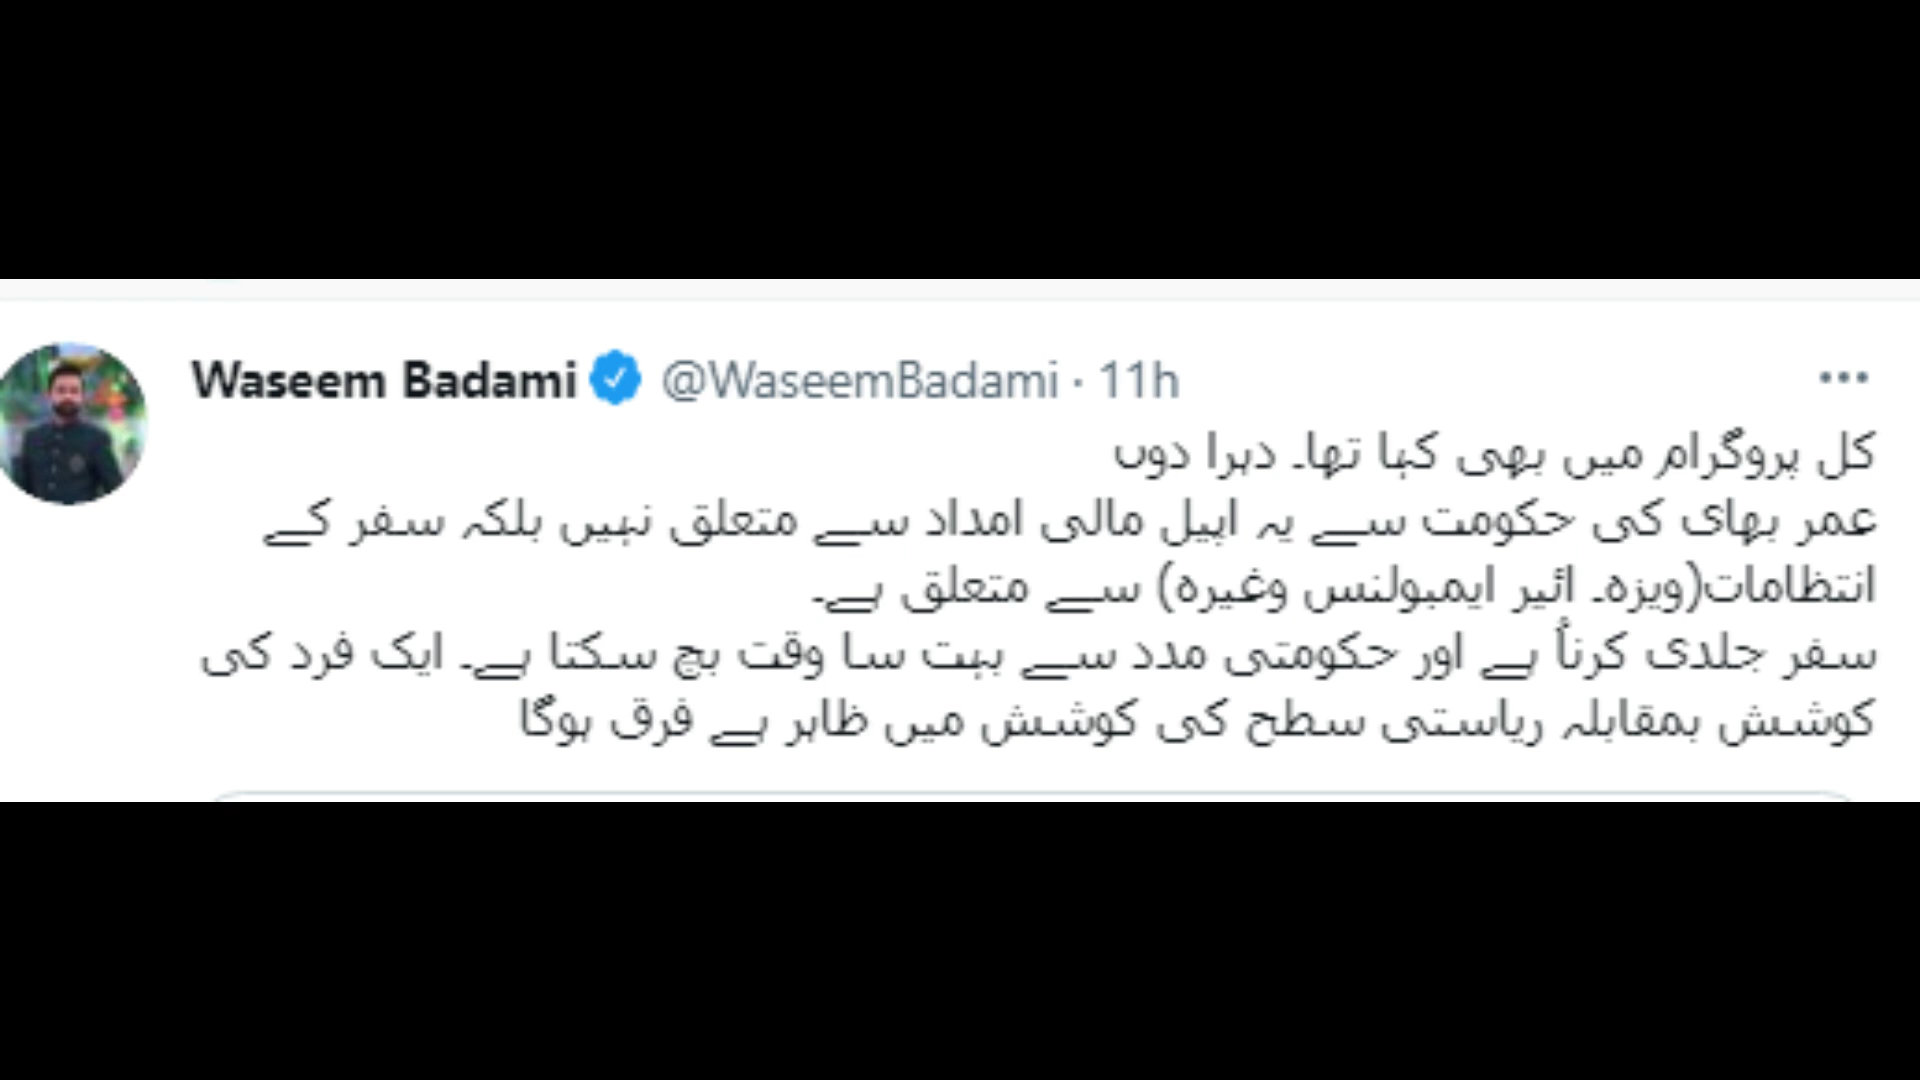 Waseem Badami @WaseemBadami · 11h
کل پروگرام میں بھی کہا تھا۔ دہرا دوں
عمر بھای کی حکومت سے یہ اپیل مالی امداد سے متعلق نہیں بلکہ سفر کے
انتظامات(ویزہ۔ ائیر ایمبولنس وغیرہ) سے متعلق ہے۔
سفر جلدی کرناُ ہے اور حکومتی مدد سے بہت سا وقت بچ سکتا ہے۔ ایک فرد کی
کوشش بمقابلہ ریاستی سطح کی کوشش میں ظاہر ہے فرق ہوگا